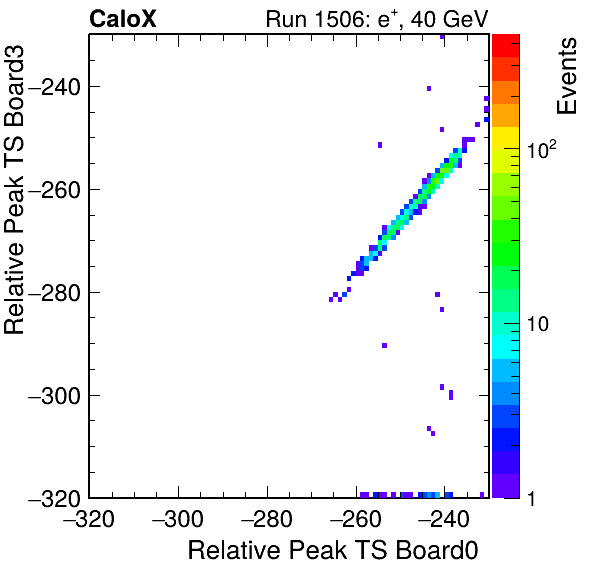 CaloX Run 1506: e⁺, 40 GeV
Relative Peak TS Board3
−240
−260
−280
−300
−320
−320 −300 −280 −260 −240
Relative Peak TS Board0
Events
10²
10
1